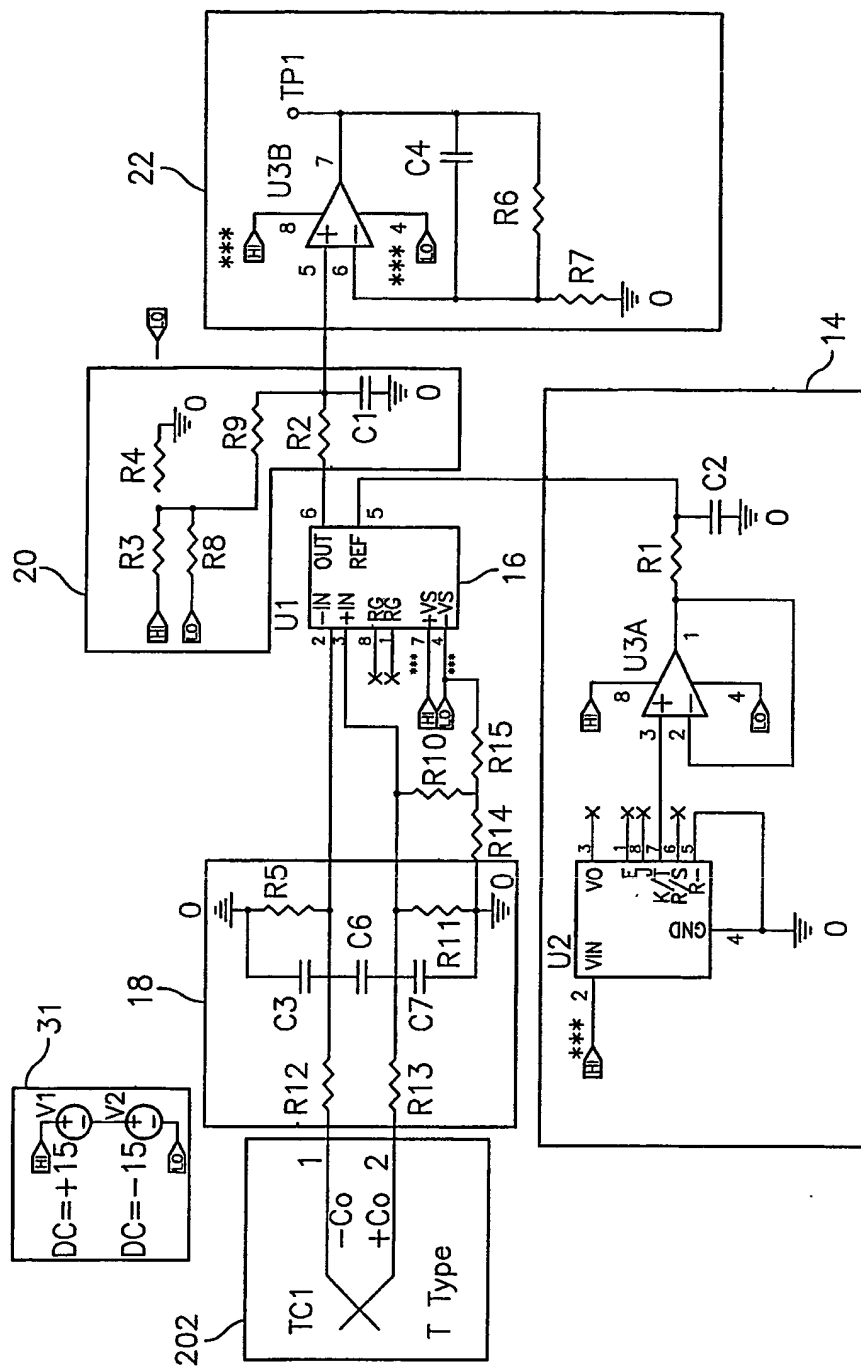 31
HI
V1
DC=+15
V2
DC=-15
LO
202
TC1
-Co
1
+Co
2
T Type
18
0
R12
C3
R5
C6
R13
C7
R11
0
R14
R10
R15
20
HI
R3
R4
0
LO
R8
R9
U1
R2
C1
0
2
-IN
OUT
6
3
+IN
REF
5
8
RG
1
RG
***
HI
7
+VS
LO
4
-VS
***
16
LO
22
***
HI
8
U3B
5
+
7
TP1
6
-
***
4
LO
C4
R6
R7
0
14
***
HI
2
VIN
U2
VO
3
E
1
J
8
K/T
7
R/S
6
R-
5
GND
4
0
HI
8
U3A
3
+
1
2
-
4
LO
R1
C2
0